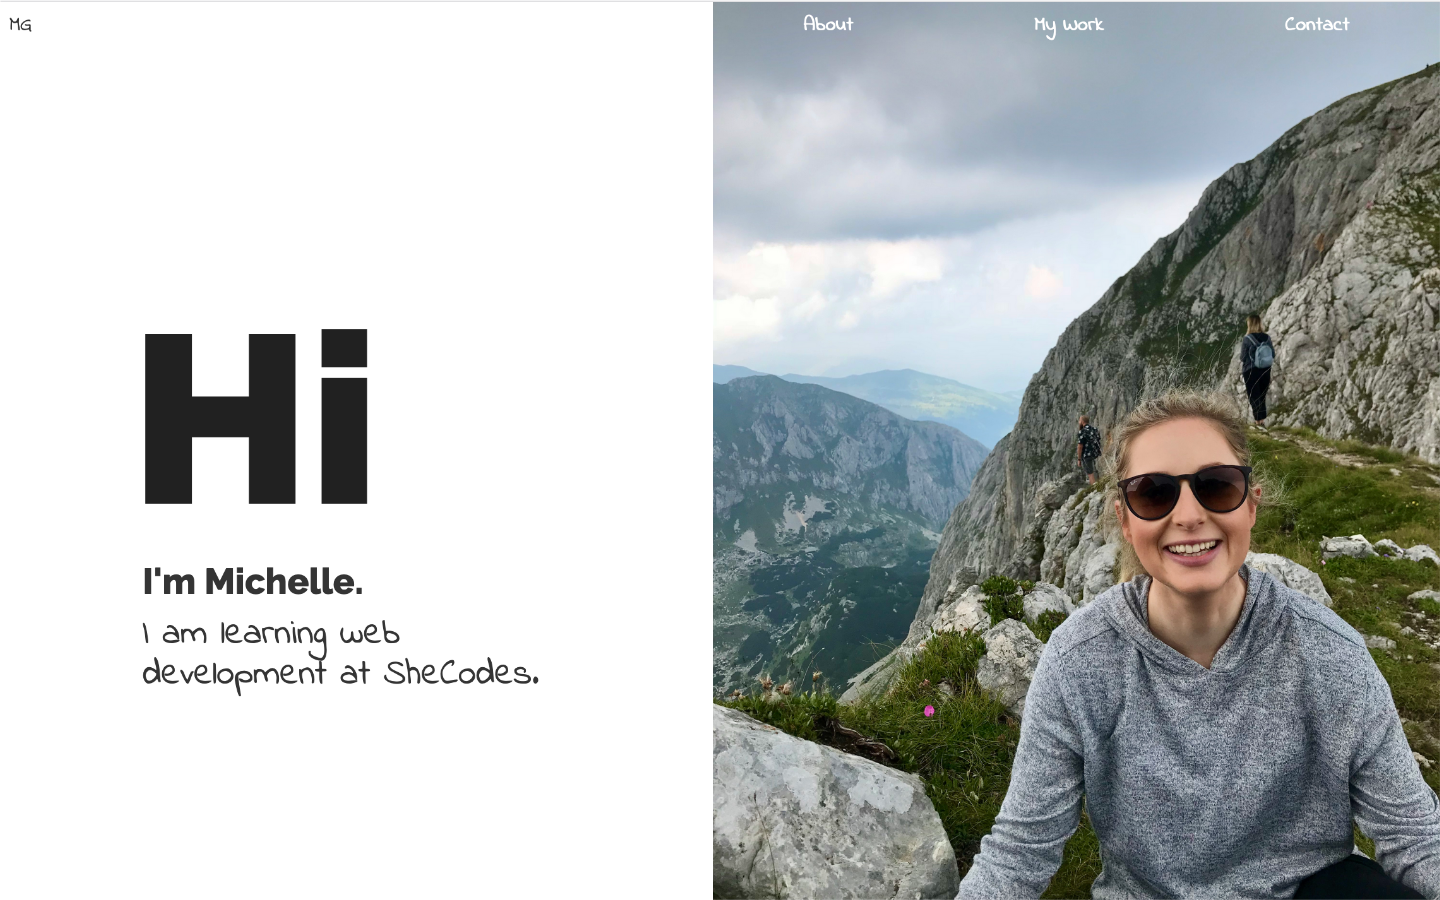 MG
About
My Work
Contact
Hi
I'm Michelle.
I am learning web
development at SheCodes.